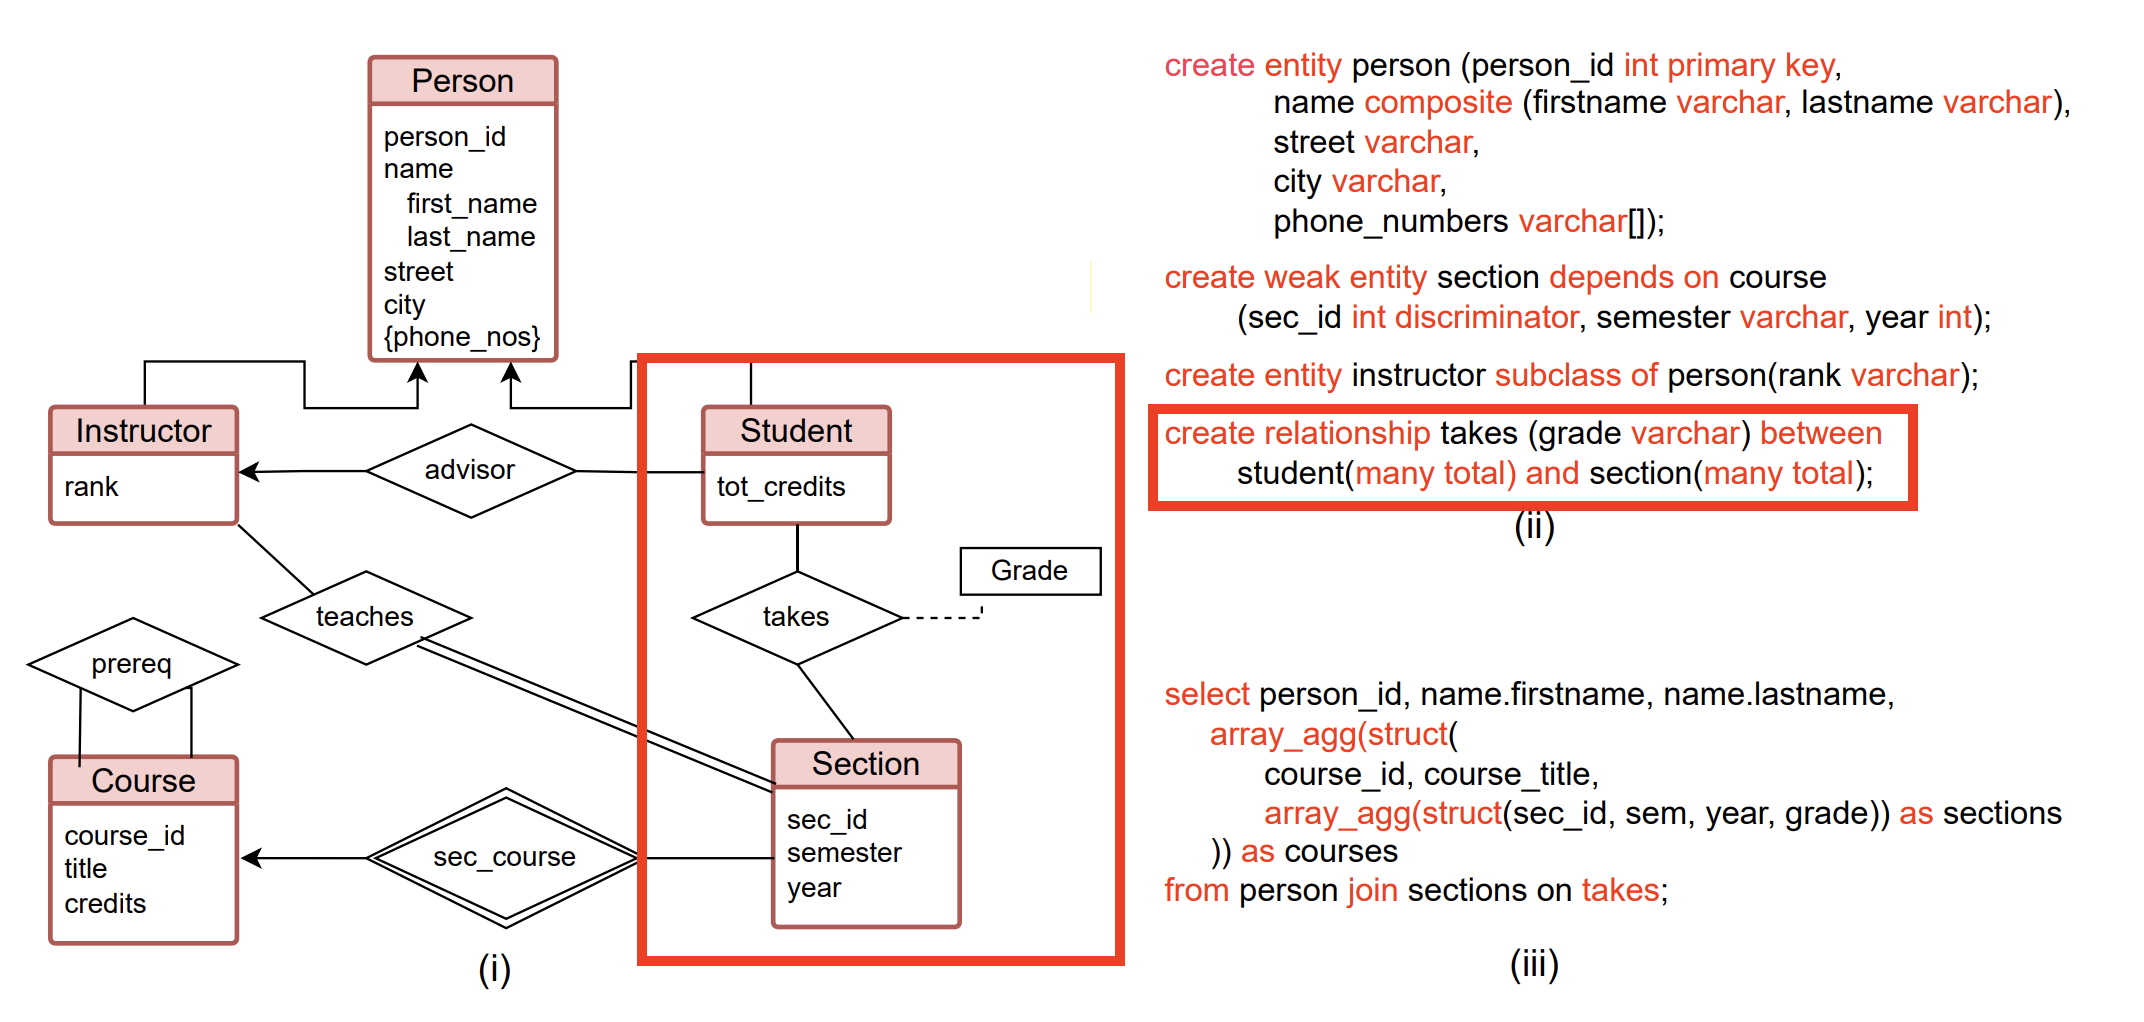 Person
person_id
name
first_name
last_name
street
city
{phone_nos}
Instructor
rank
advisor
Student
tot_credits
teaches
takes
Grade
prereq
Course
course_id
title
credits
sec_course
Section
sec_id
semester
year
(i)
create entity person (person_id int primary key,
name composite (firstname varchar, lastname varchar),
street varchar,
city varchar,
phone_numbers varchar[]);
create weak entity section depends on course
(sec_id int discriminator, semester varchar, year int);
create entity instructor subclass of person(rank varchar);
create relationship takes (grade varchar) between
student(many total) and section(many total);
(ii)
select person_id, name.firstname, name.lastname,
array_agg(struct(
course_id, course_title,
array_agg(struct(sec_id, sem, year, grade)) as sections
)) as courses
from person join sections on takes;
(iii)